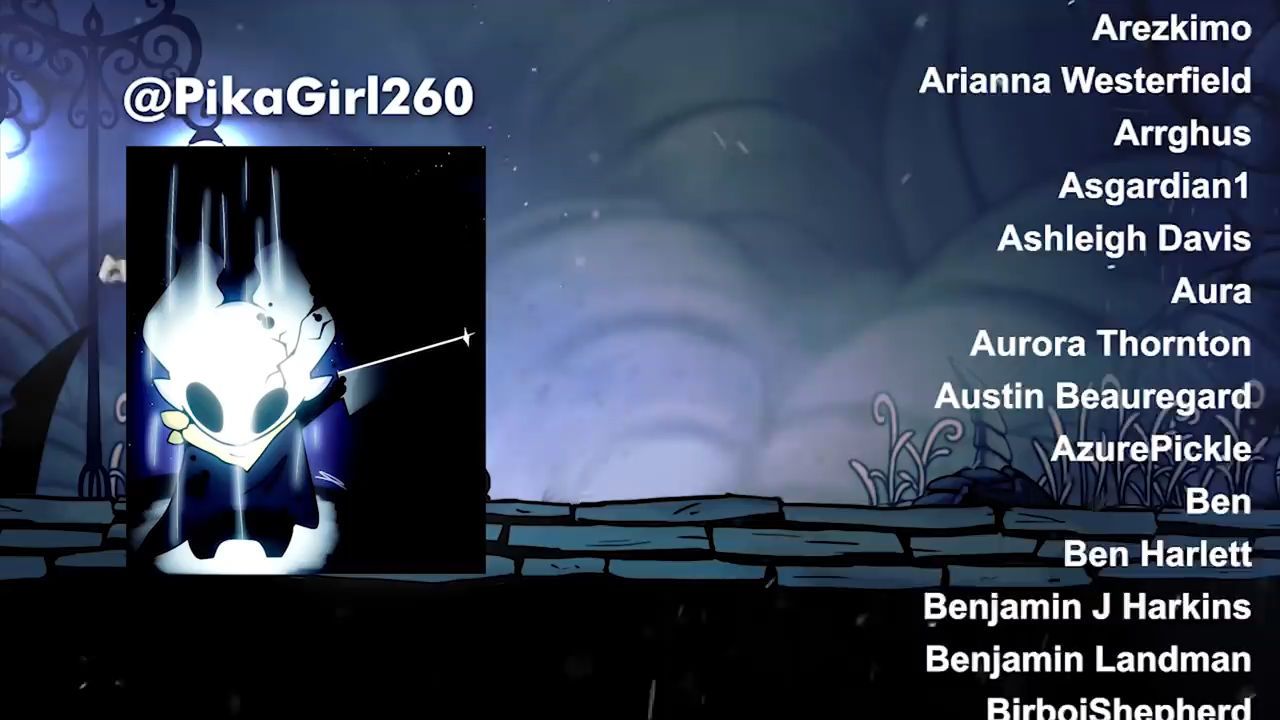 @PikaGirl260
Arezkimo
Arianna Westerfield
Arrghus
Asgardian1
Ashleigh Davis
Aura
Aurora Thornton
Austin Beauregard
AzurePickle
Ben
Ben Harlett
Benjamin J Harkins
Benjamin Landman
BirboiShepherd